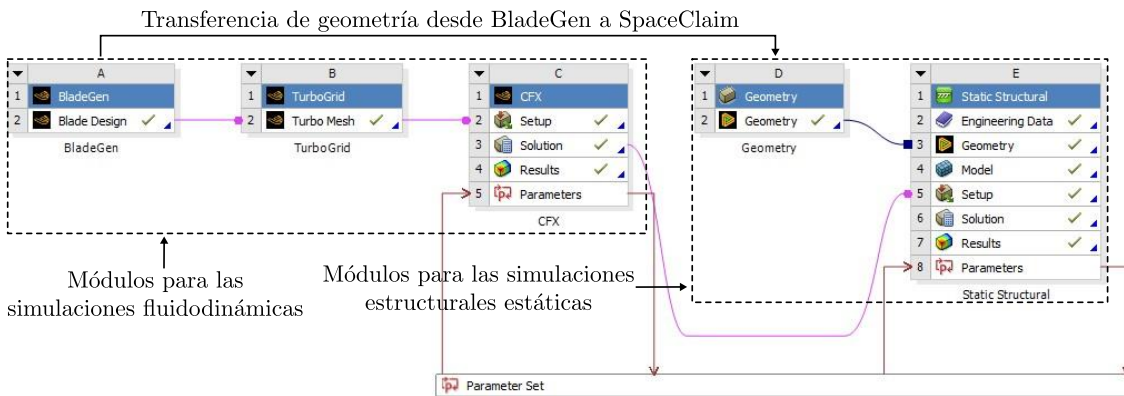 Transferencia de geometría desde BladeGen a SpaceClaim
A
1 BladeGen
2 Blade Design
BladeGen
B
1 TurboGrid
2 Turbo Mesh
TurboGrid
C
1 CFX
2 Setup
3 Solution
4 Results
5 Parameters
CFX
D
1 Geometry
2 Geometry
Geometry
E
1 Static Structural
2 Engineering Data
3 Geometry
4 Model
5 Setup
6 Solution
7 Results
8 Parameters
Static Structural
Módulos para las
simulaciones fluidodinámicas
Módulos para las simulaciones
estructurales estáticas
Parameter Set